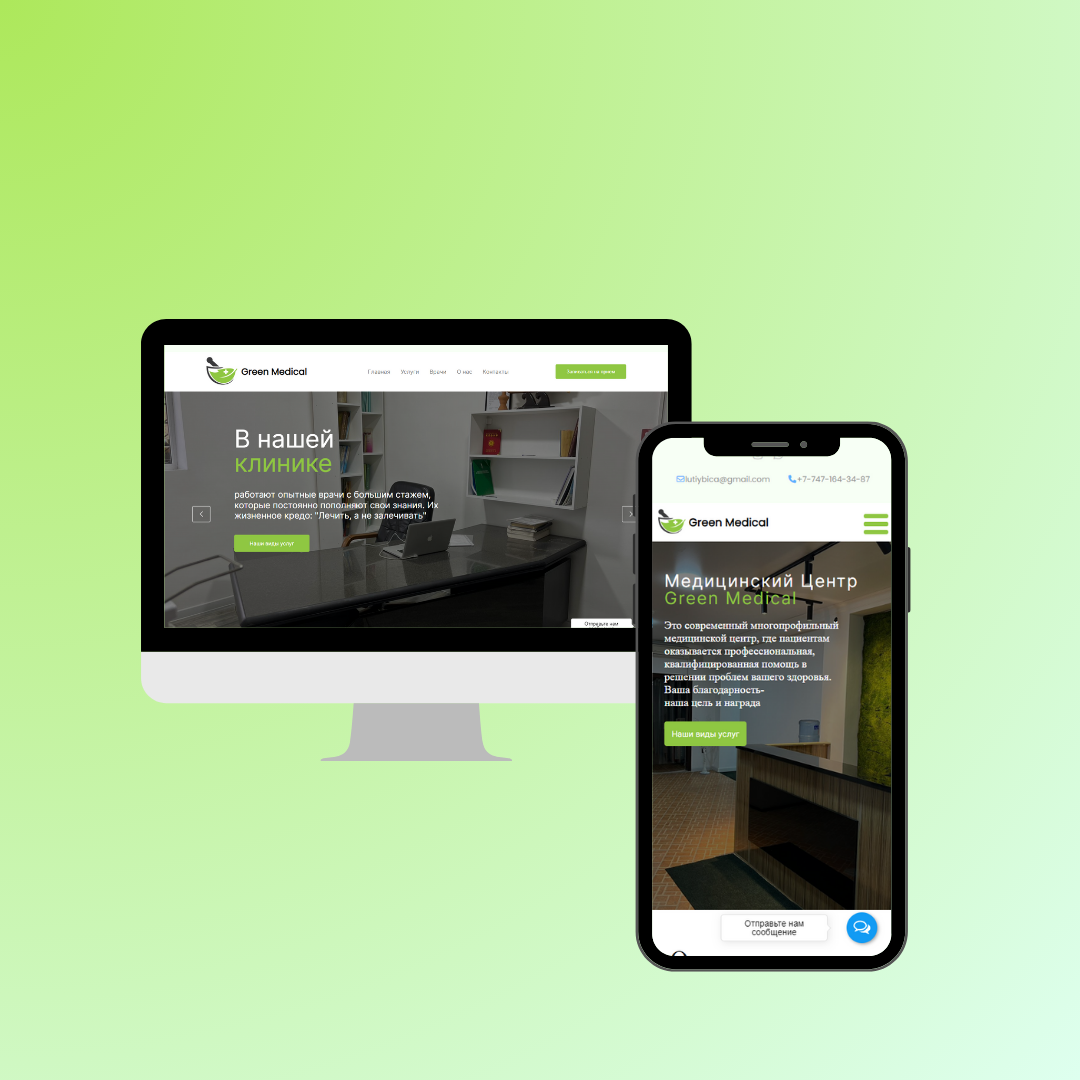 Green Medical
Главная Услуги Врачи О нас Контакты
Записаться на прием
В нашей
клинике
работают опытные врачи с большим стажем,
которые постоянно пополняют свои знания. Их
жизненное кредо: "Лечить, а не залечивать"
Наши виды услуг
Отправьте нам
lutiybica@gmail.com +7-747-164-34-87
Green Medical
Медицинский Центр
Green Medical
Это современный многопрофильный
медицинской центр, где пациентам
оказывается профессиональная,
квалифицированная помощь в
решении проблем вашего здоровья.
Ваша благодарность-
наша цель и награда
Наши виды услуг
Отправьте нам
сообщение